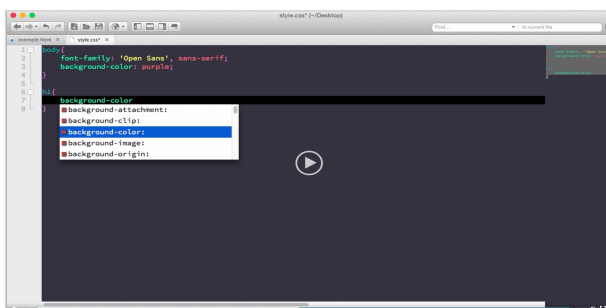 style.css* (~/Desktop)
Find ...
in current file
exemple.html
style.css*
1 body{
2 font-family: 'Open Sans', sans-serif;
3 background-color: purple;
4 }
5
6 h1{
7 background-color
8 }
background-attachment:
background-clip:
background-color:
background-image:
background-origin: